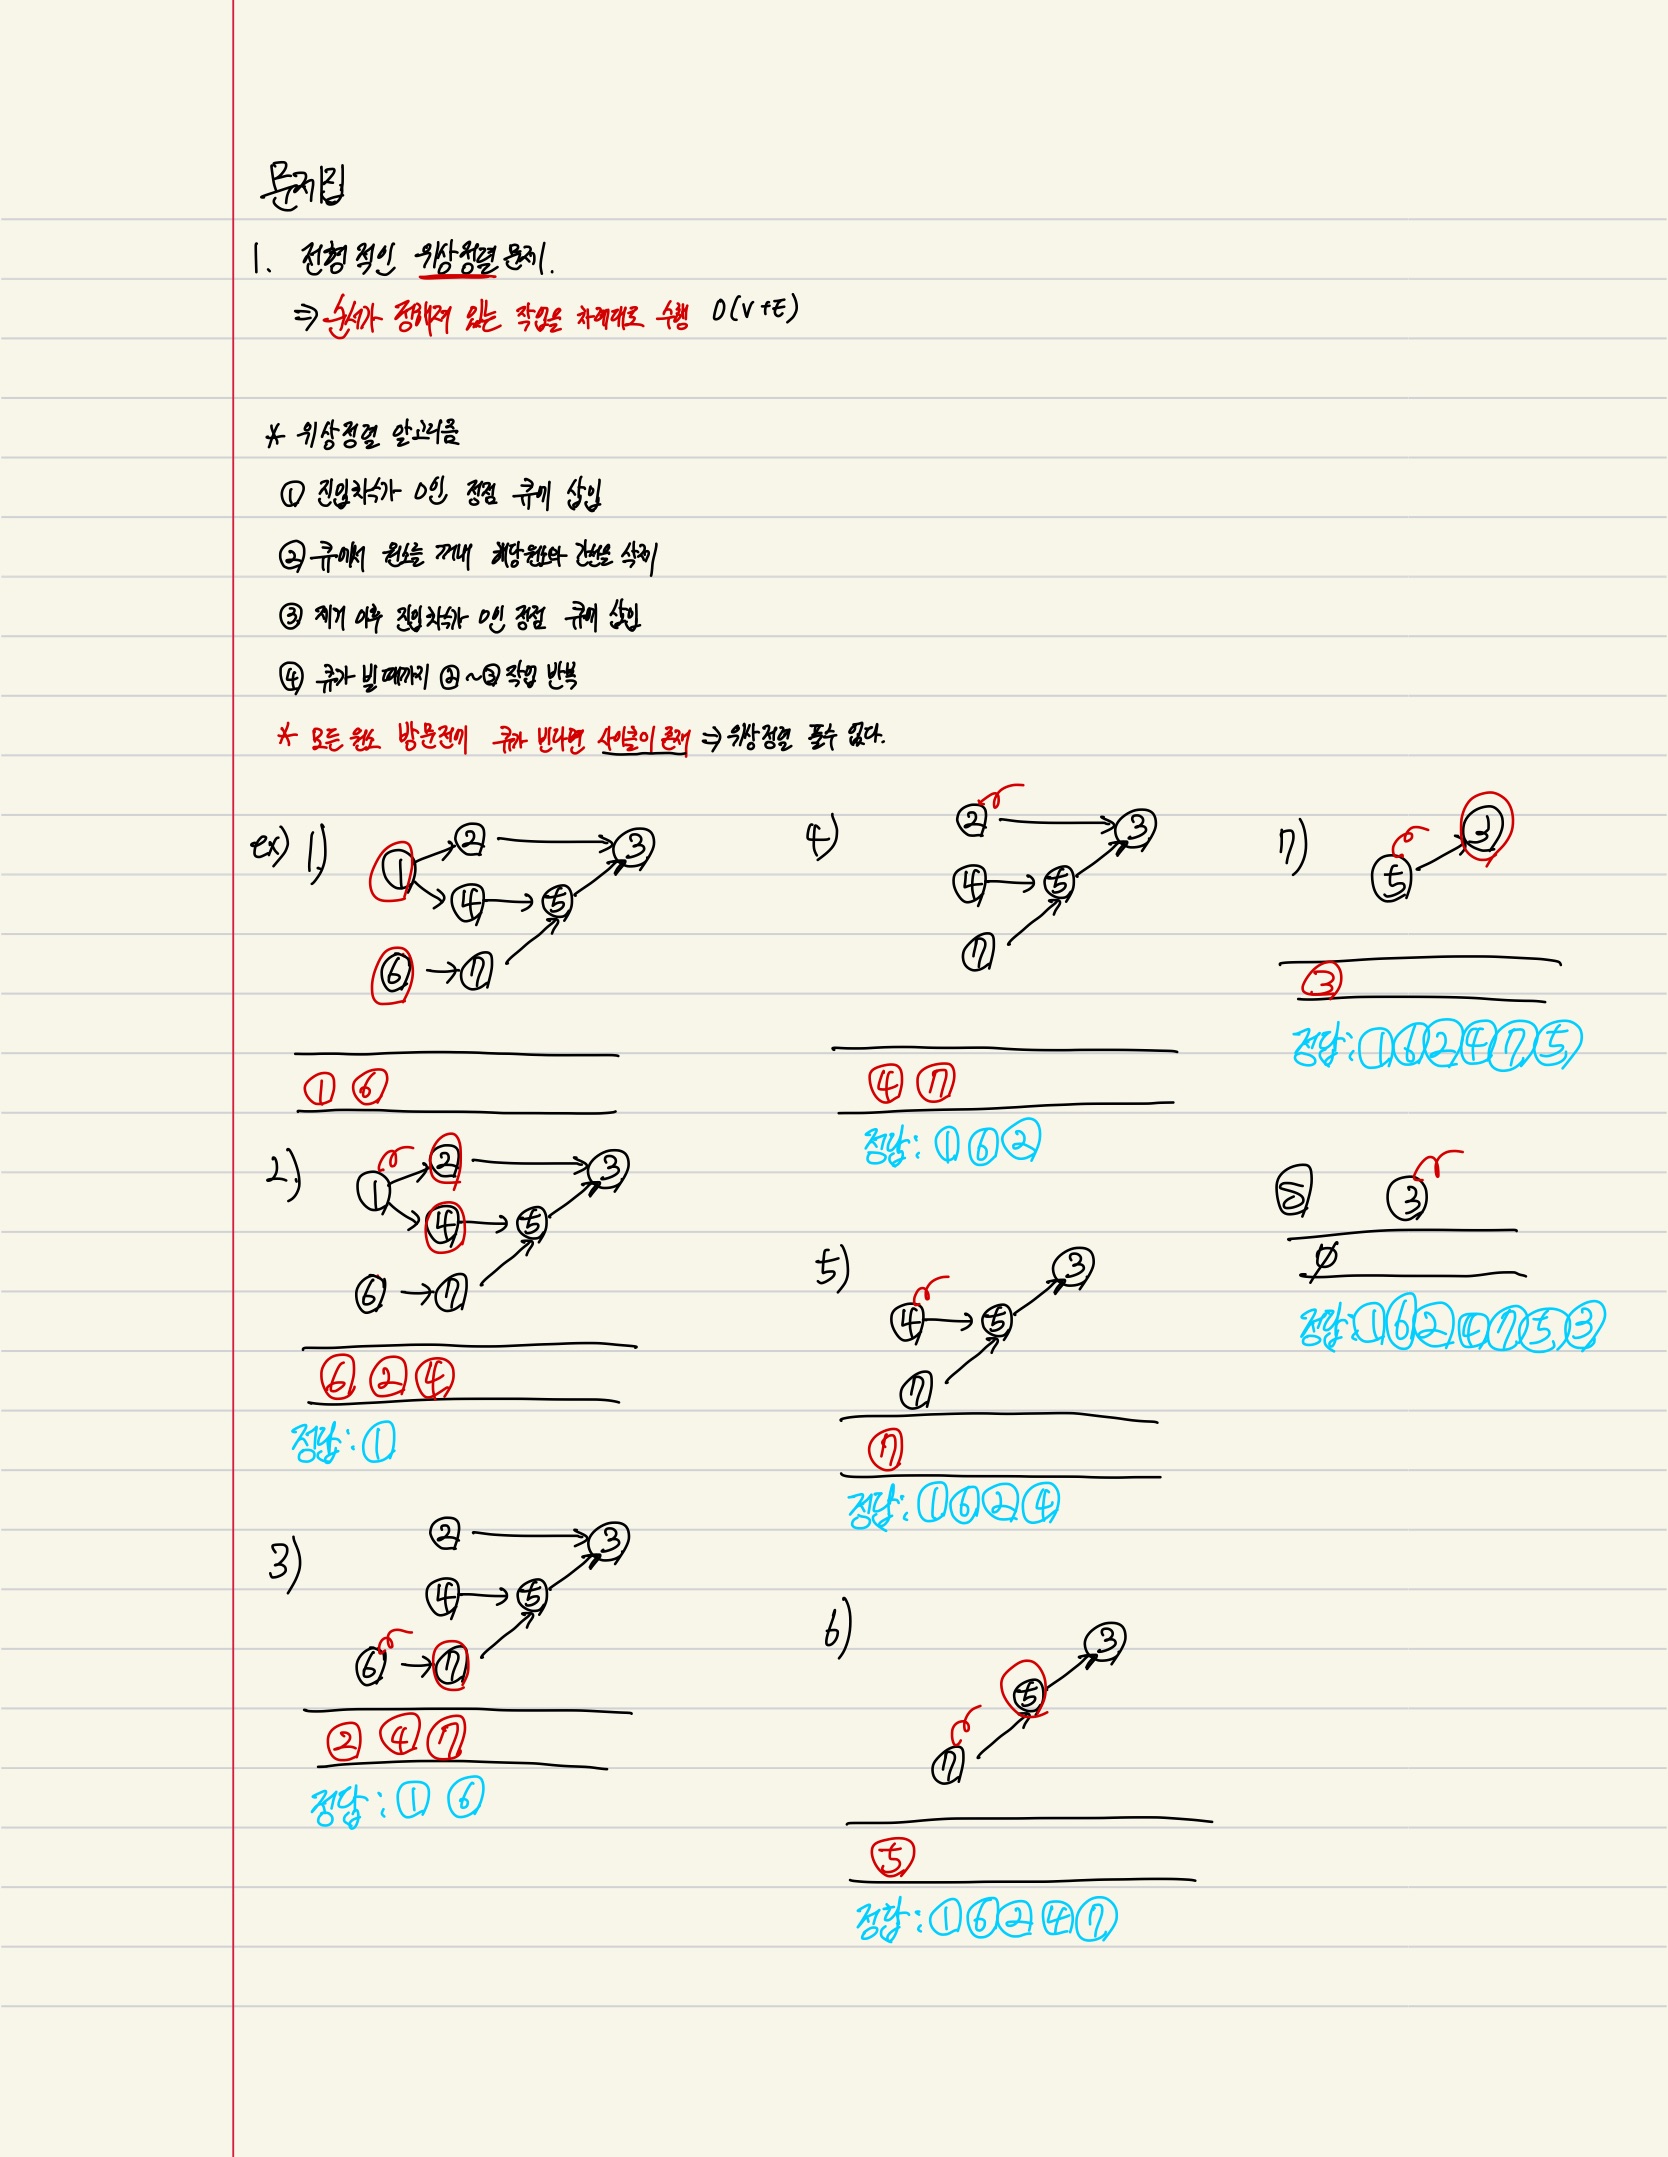 문제집
1. 전형적인 위상정렬 문제.
⇒ 순서가 정해져 있는 작업을 차례대로 수행 O(V+E)
* 위상정렬 알고리즘
① 진입차수가 0인 정점 큐에 삽입
② 큐에서 원소를 꺼내 해당원소와 간선을 삭제
③ 제거 이후 진입차수가 0인 정점 큐에 삽입
④ 큐가 빌때까지 ②~③ 작업 반복
* 모든 원소 방문전에 큐가 빈다면 사이클이 존재 ⇒ 위상정렬 풀수 없다.
ex) 1.)
② ③
①
④ ⑤
⑥ ⑦
① ⑥
2.)
② ③
①
④ ⑤
⑥ ⑦
⑥ ② ④
정답: ①
3)
② ③
④ ⑤
⑥ ⑦
② ④ ⑦
정답: ① ⑥
4)
② ③
④ ⑤
⑦
④ ⑦
정답: ① ⑥ ②
5)
③
④ ⑤
⑦
⑦
정답: ① ⑥ ② ④
6)
③
⑤
⑦
⑤
정답: ① ⑥ ② ④ ⑦
7)
③
⑤
③
정답: ① ⑥ ② ④ ⑦ ⑤
⑧ ③
∅
정답: ① ⑥ ② ④ ⑦ ⑤ ③